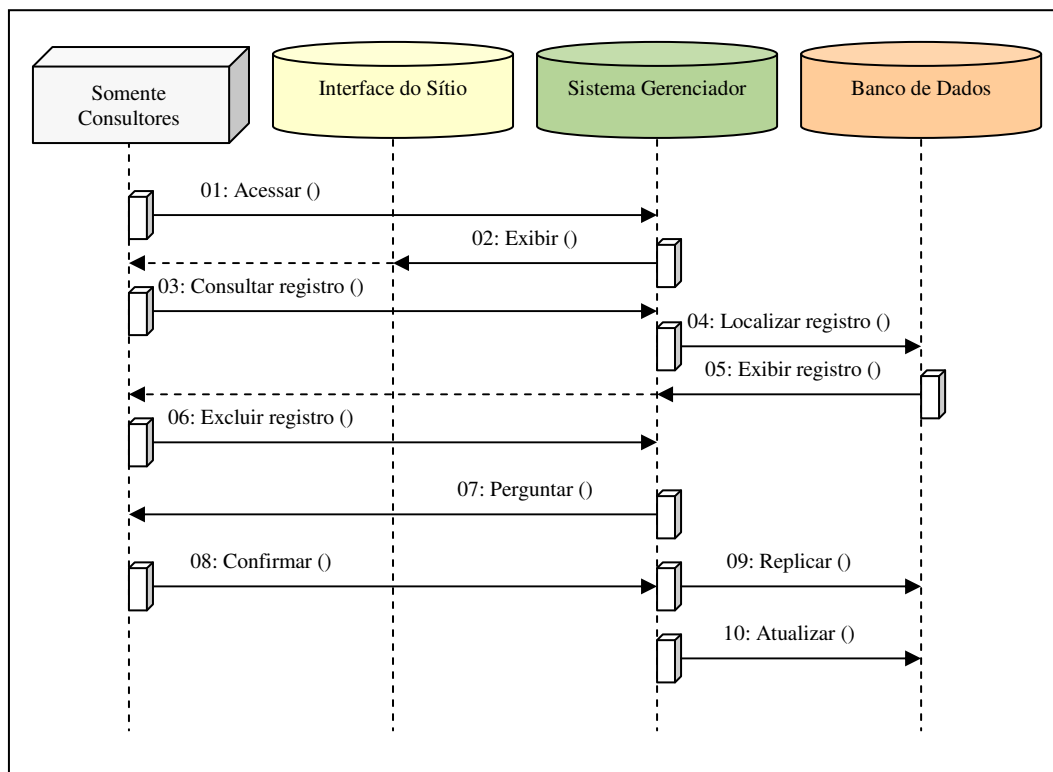 Somente
Consultores
Interface do Sítio
Sistema Gerenciador
Banco de Dados
01: Acessar ()
02: Exibir ()
03: Consultar registro ()
04: Localizar registro ()
05: Exibir registro ()
06: Excluir registro ()
07: Perguntar ()
08: Confirmar ()
09: Replicar ()
10: Atualizar ()